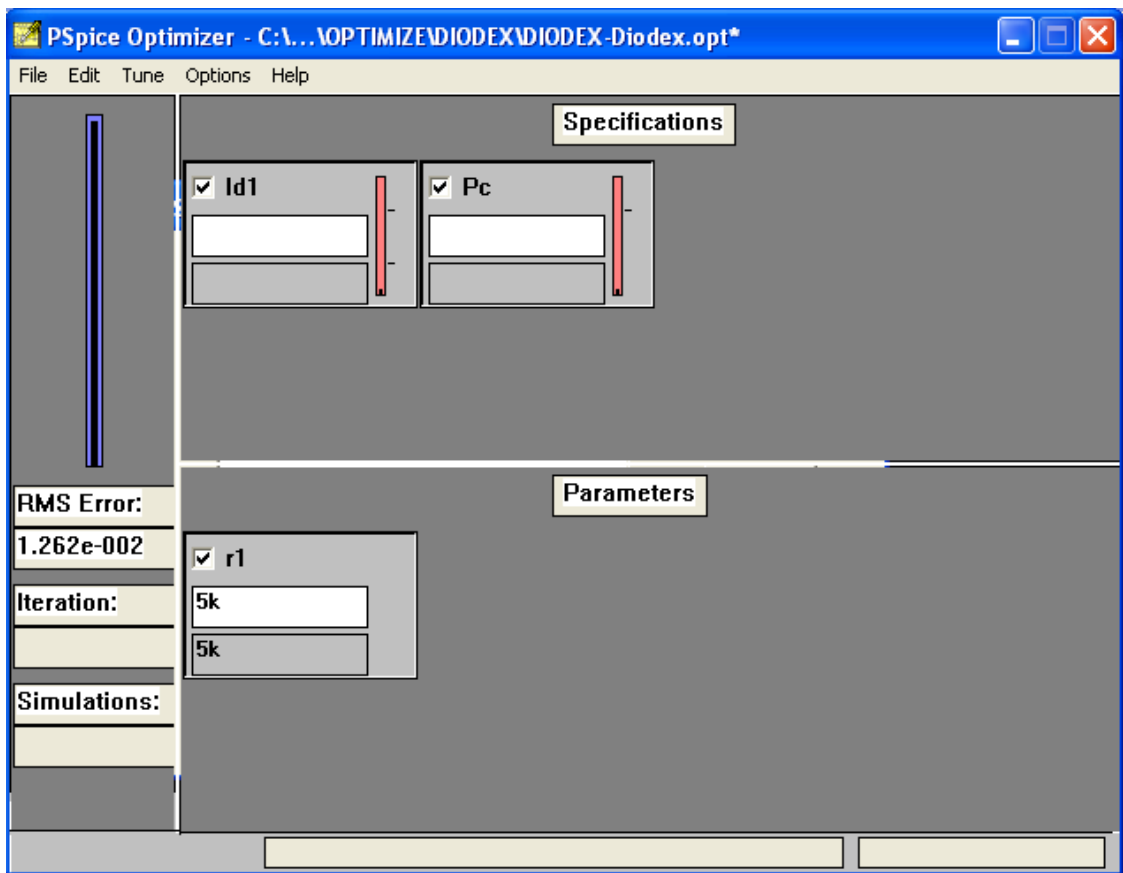 PSpice Optimizer - C:\...\OPTIMIZE\DIODEX\DIODEX-Diodex.opt*
File Edit Tune Options Help
Specifications
Id1
Pc
RMS Error:
1.262e-002
Iteration:
Simulations:
Parameters
r1
5k
5k